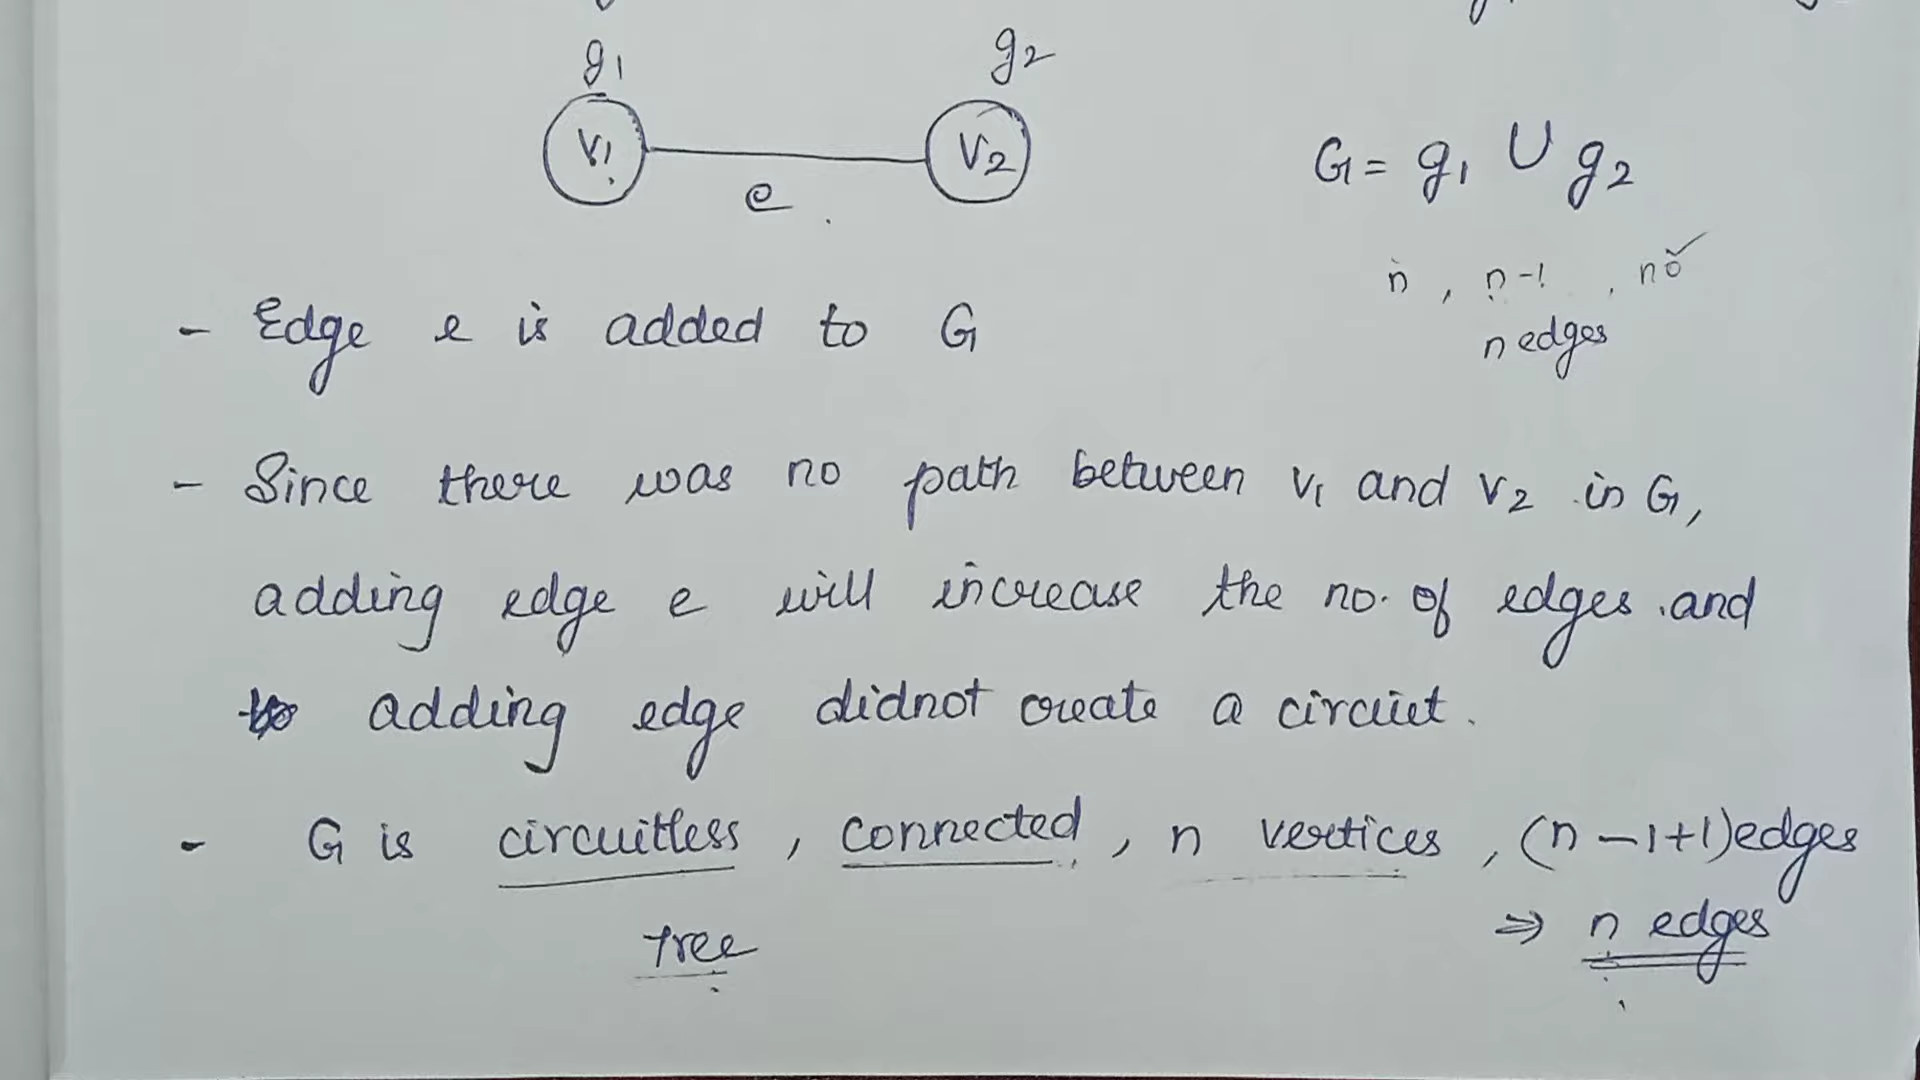 g1 g2
v1 v2
e
G = g1 ∪ g2
n , n-1 , no
n edges
- Edge e is added to G
- Since there was no path between v1 and v2 in G,
adding edge e will increase the no. of edges and
adding edge didnot create a circuit.
- G is circuitless , connected , n vertices , (n-1+1)edges
tree
⇒ n edges